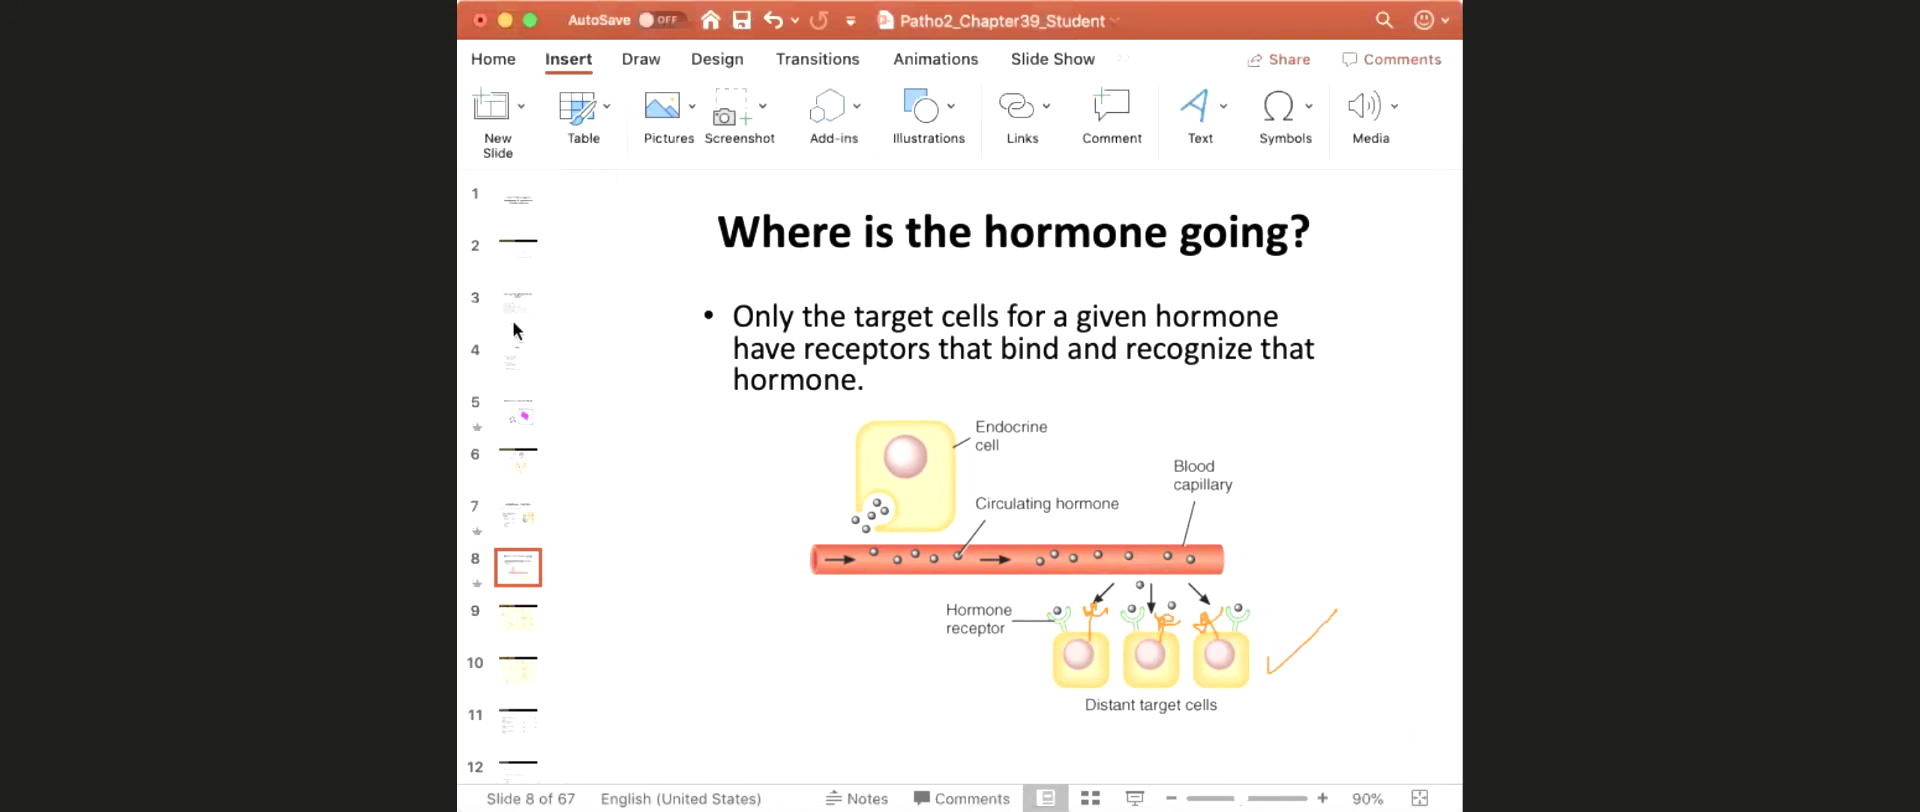 AutoSave OFF Patho2_Chapter39_Student
Home Insert Draw Design Transitions Animations Slide Show Share Comments
New Slide Table Pictures Screenshot Add-ins Illustrations Links Comment Text Symbols Media
1
2
3
4
5
6
7
8
9
10
11
12
Where is the hormone going?
• Only the target cells for a given hormone
have receptors that bind and recognize that
hormone.
Endocrine
cell
Blood
capillary
Circulating hormone
Hormone
receptor
Distant target cells
Slide 8 of 67 English (United States) Notes Comments 90%